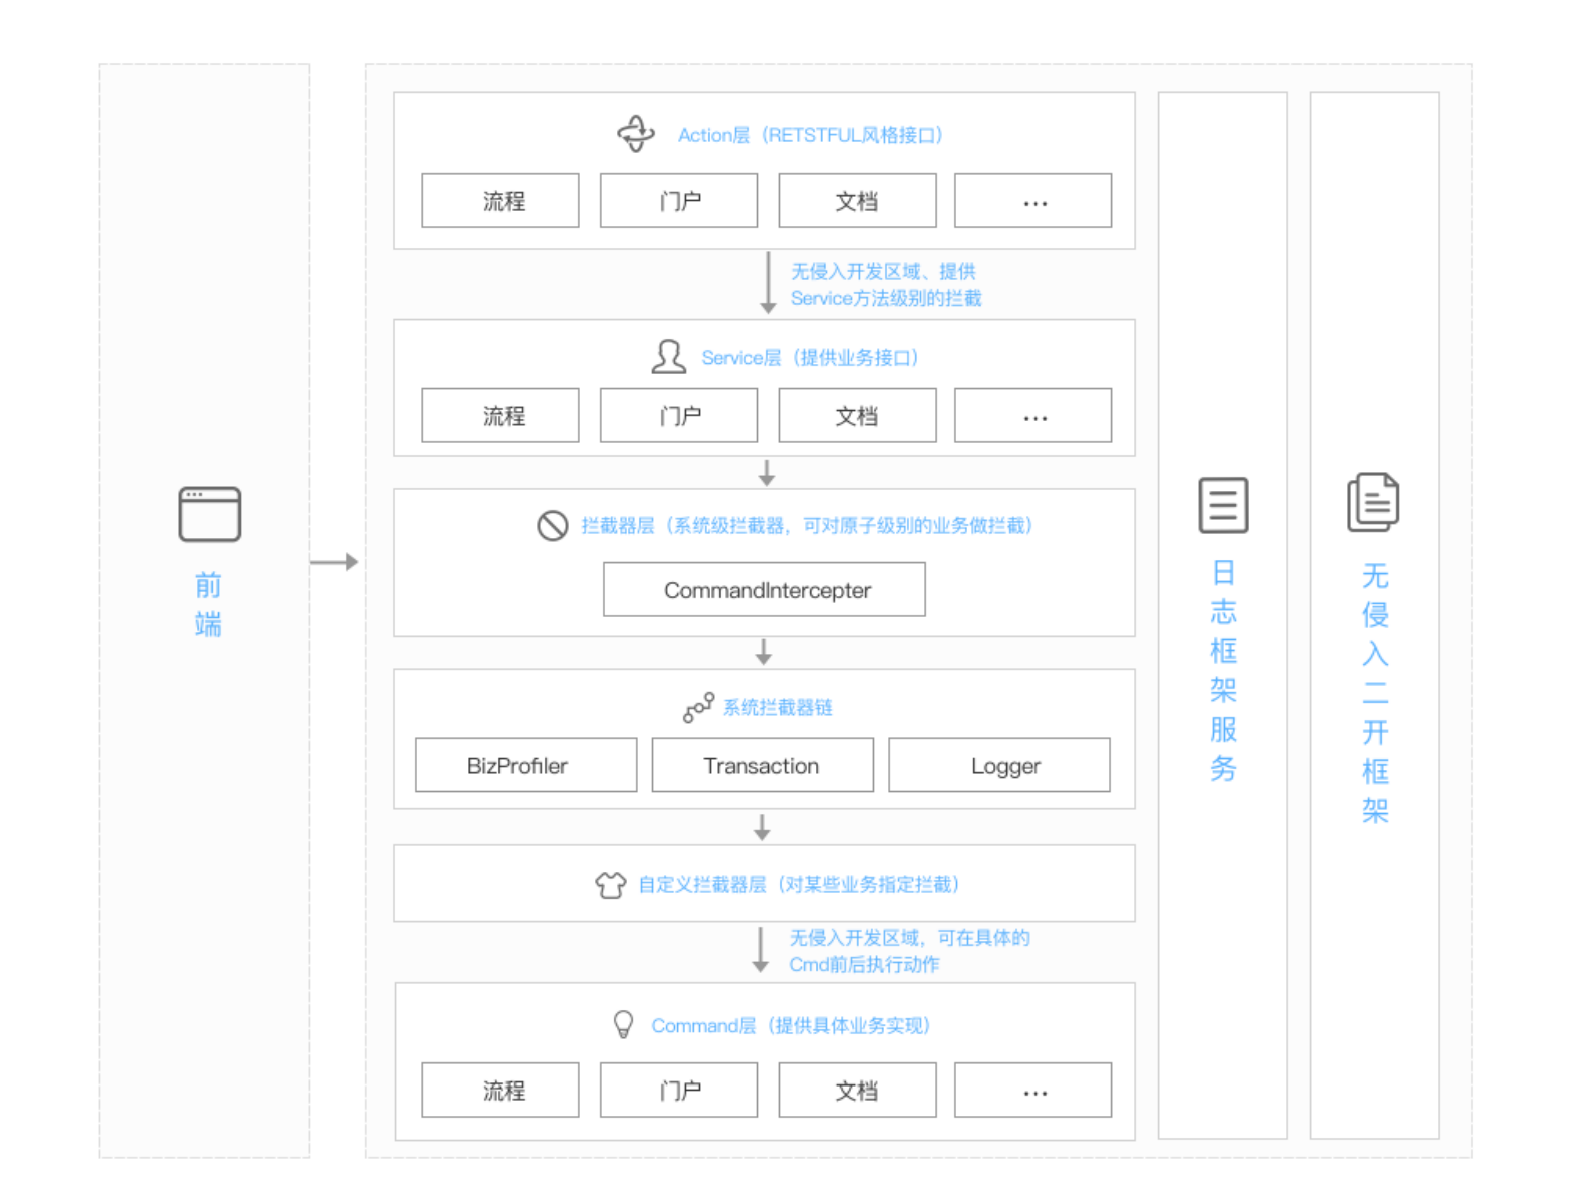 前端
Action层（RETSTFUL风格接口）
流程
门户
文档
...
无侵入开发区域、提供
Service方法级别的拦截
Service层（提供业务接口）
流程
门户
文档
...
拦截器层（系统级拦截器，可对原子级别的业务做拦截）
CommandIntercepter
系统拦截器链
BizProfiler
Transaction
Logger
自定义拦截器层（对某些业务指定拦截）
无侵入开发区域，可在具体的
Cmd前后执行动作
Command层（提供具体业务实现）
流程
门户
文档
...
日志框架服务
无侵入二开框架